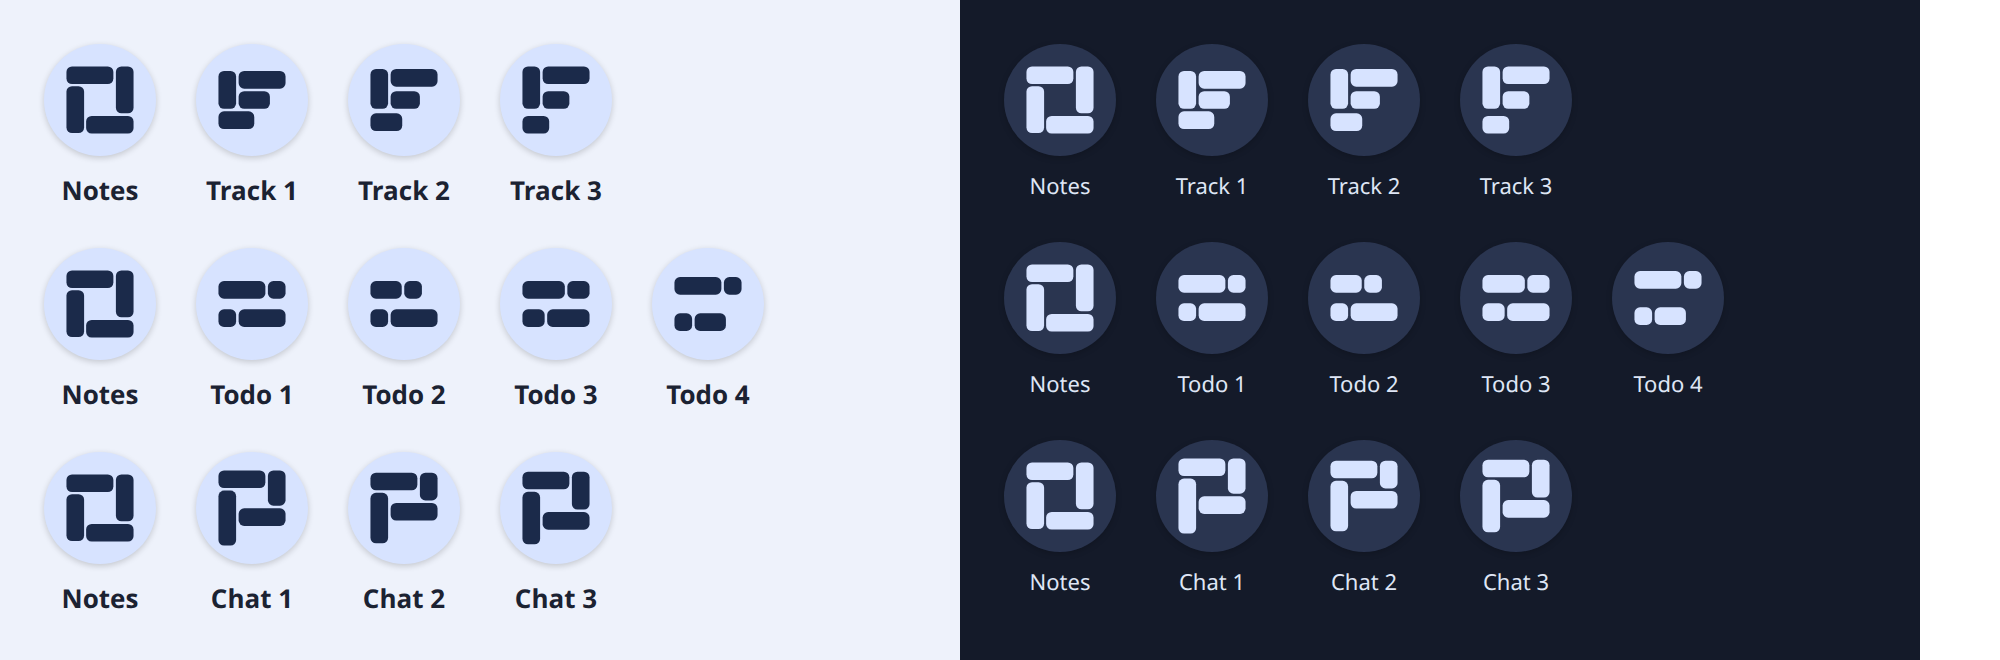 Notes Track 1 Track 2 Track 3
Notes Todo 1 Todo 2 Todo 3 Todo 4
Notes Chat 1 Chat 2 Chat 3
Notes Track 1 Track 2 Track 3
Notes Todo 1 Todo 2 Todo 3 Todo 4
Notes Chat 1 Chat 2 Chat 3